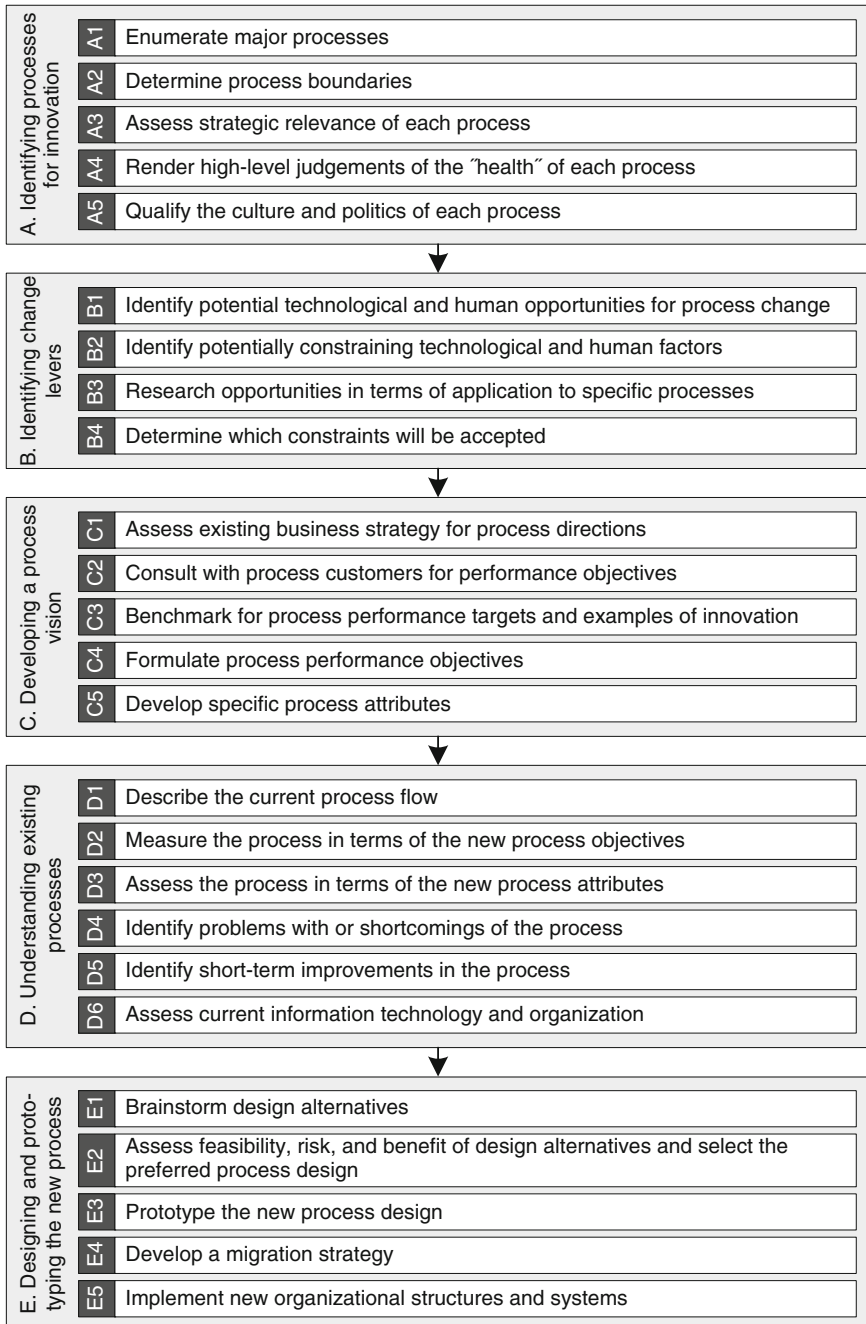 A. Identifying processes
for innovation
A1 Enumerate major processes
A2 Determine process boundaries
A3 Assess strategic relevance of each process
A4 Render high-level judgements of the ˝health˝ of each process
A5 Qualify the culture and politics of each process
B. Identifying change
levers
B1 Identify potential technological and human opportunities for process change
B2 Identify potentially constraining technological and human factors
B3 Research opportunities in terms of application to specific processes
B4 Determine which constraints will be accepted
C. Developing a process
vision
C1 Assess existing business strategy for process directions
C2 Consult with process customers for performance objectives
C3 Benchmark for process performance targets and examples of innovation
C4 Formulate process performance objectives
C5 Develop specific process attributes
D. Understanding existing
processes
D1 Describe the current process flow
D2 Measure the process in terms of the new process objectives
D3 Assess the process in terms of the new process attributes
D4 Identify problems with or shortcomings of the process
D5 Identify short-term improvements in the process
D6 Assess current information technology and organization
E. Designing and proto-
typing the new process
E1 Brainstorm design alternatives
E2 Assess feasibility, risk, and benefit of design alternatives and select the
preferred process design
E3 Prototype the new process design
E4 Develop a migration strategy
E5 Implement new organizational structures and systems